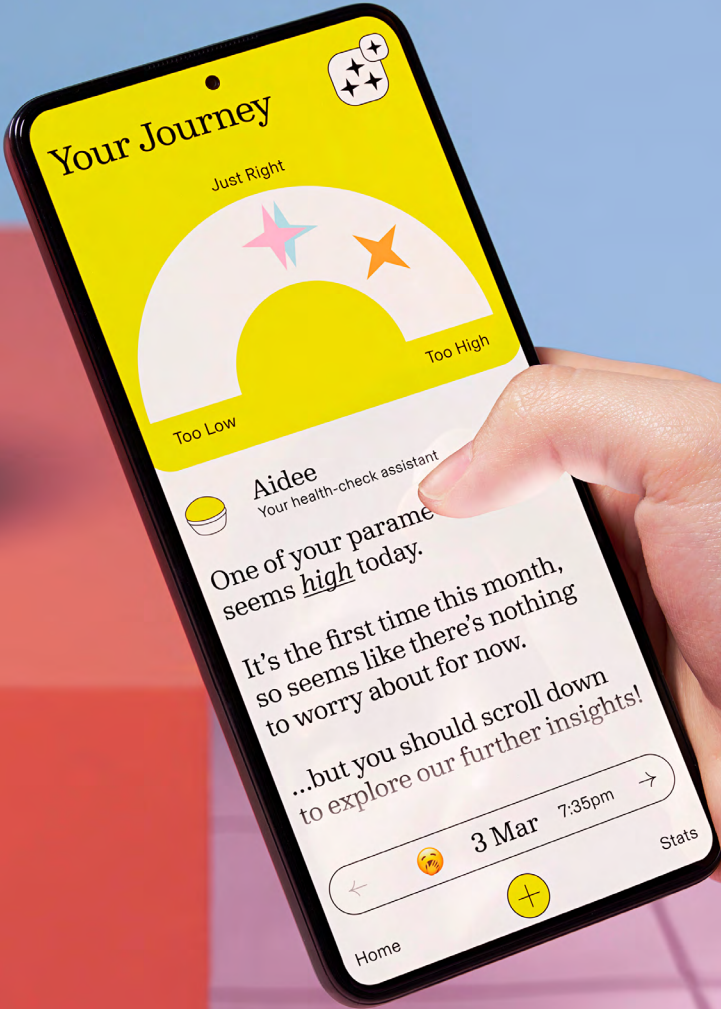 Your Journey
Just Right
Too High
Too Low
Aidee
Your health-check assistant
One of your parame
seems high today.
It's the first time this month,
so seems like there's nothing
to worry about for now.
...but you should scroll down
to explore our further insights!
3 Mar 7:35pm
Stats
Home